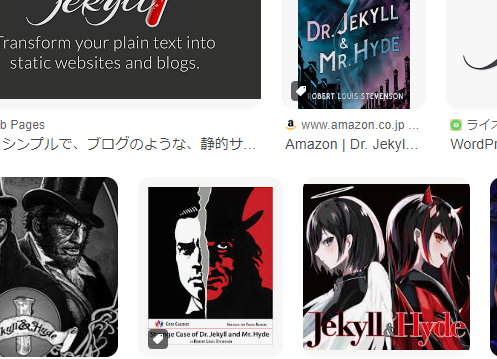 Jekyll
Transform your plain text into
static websites and blogs.
DR. JEKYLL
&
MR. HYDE
ROBERT LOUIS STEVENSON
b Pages
シンプルで、ブログのような、静的サ...
www.amazon.co.jp ...
Amazon | Dr. Jekyl...
ライス
WordPr
Jekyll & Hyde
Case of Dr. Jekyll and Mr. Hyde
ROBERT LOUIS STEVENSON
Jekyll & Hyde